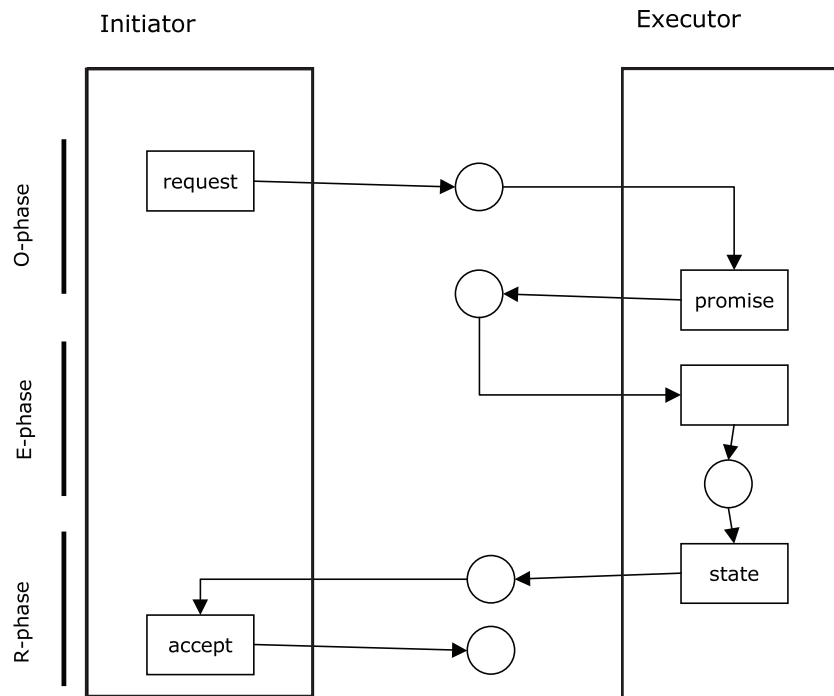 Initiator
Executor
O-phase
request
promise
E-phase
R-phase
state
accept